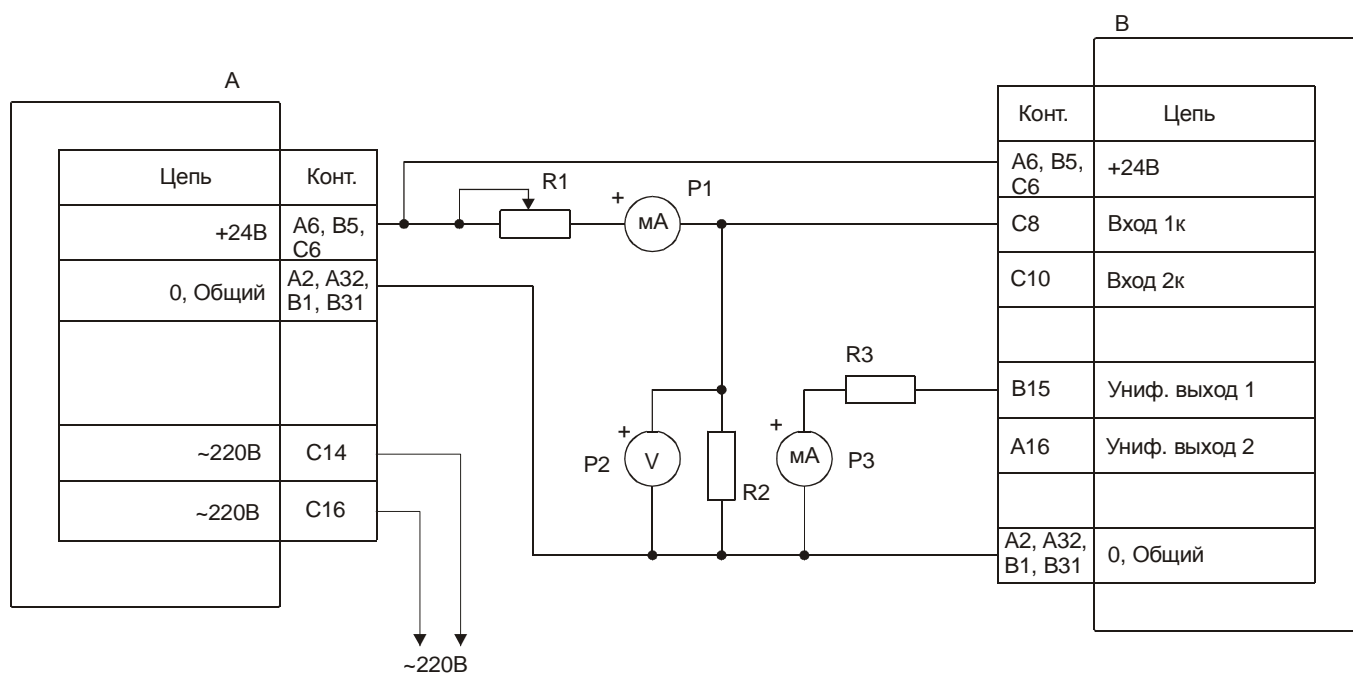 A
Цепь
Конт.
+24В
A6, B5,
C6
0, Общий
A2, A32,
B1, B31
~220В
C14
~220В
C16
~220В
R1
+
мА
P1
+
V
P2
R2
R3
+
мА
P3
B
Конт.
Цепь
A6, B5,
C6
+24В
C8
Вход 1к
C10
Вход 2к
B15
Униф. выход 1
A16
Униф. выход 2
A2, A32,
B1, B31
0, Общий